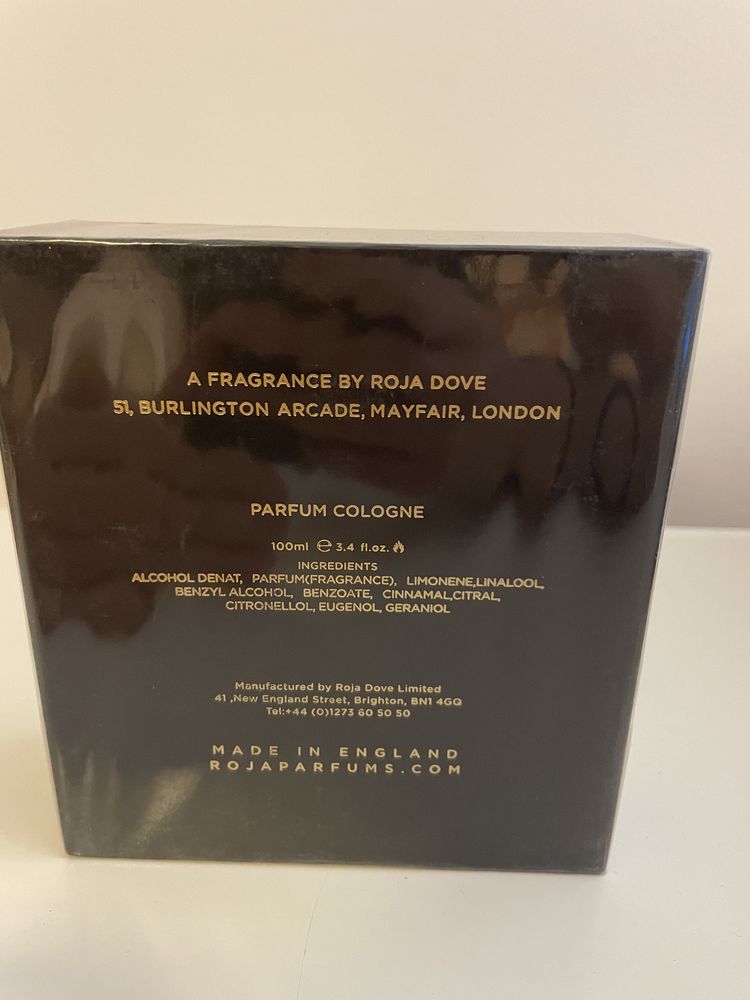 A FRAGRANCE BY ROJA DOVE
51, BURLINGTON ARCADE, MAYFAIR, LONDON
PARFUM COLOGNE
100ml ℮ 3.4 fl.oz.
INGREDIENTS
ALCOHOL DENAT, PARFUM(FRAGRANCE), LIMONENE,LINALOOL,
BENZYL ALCOHOL, BENZOATE, CINNAMAL,CITRAL,
CITRONELLOL, EUGENOL, GERANIOL
Manufactured by Roja Dove Limited
41 ,New England Street, Brighton, BN1 4GQ
Tel:+44 (0)1273 60 50 50
MADE IN ENGLAND
ROJAPARFUMS.COM